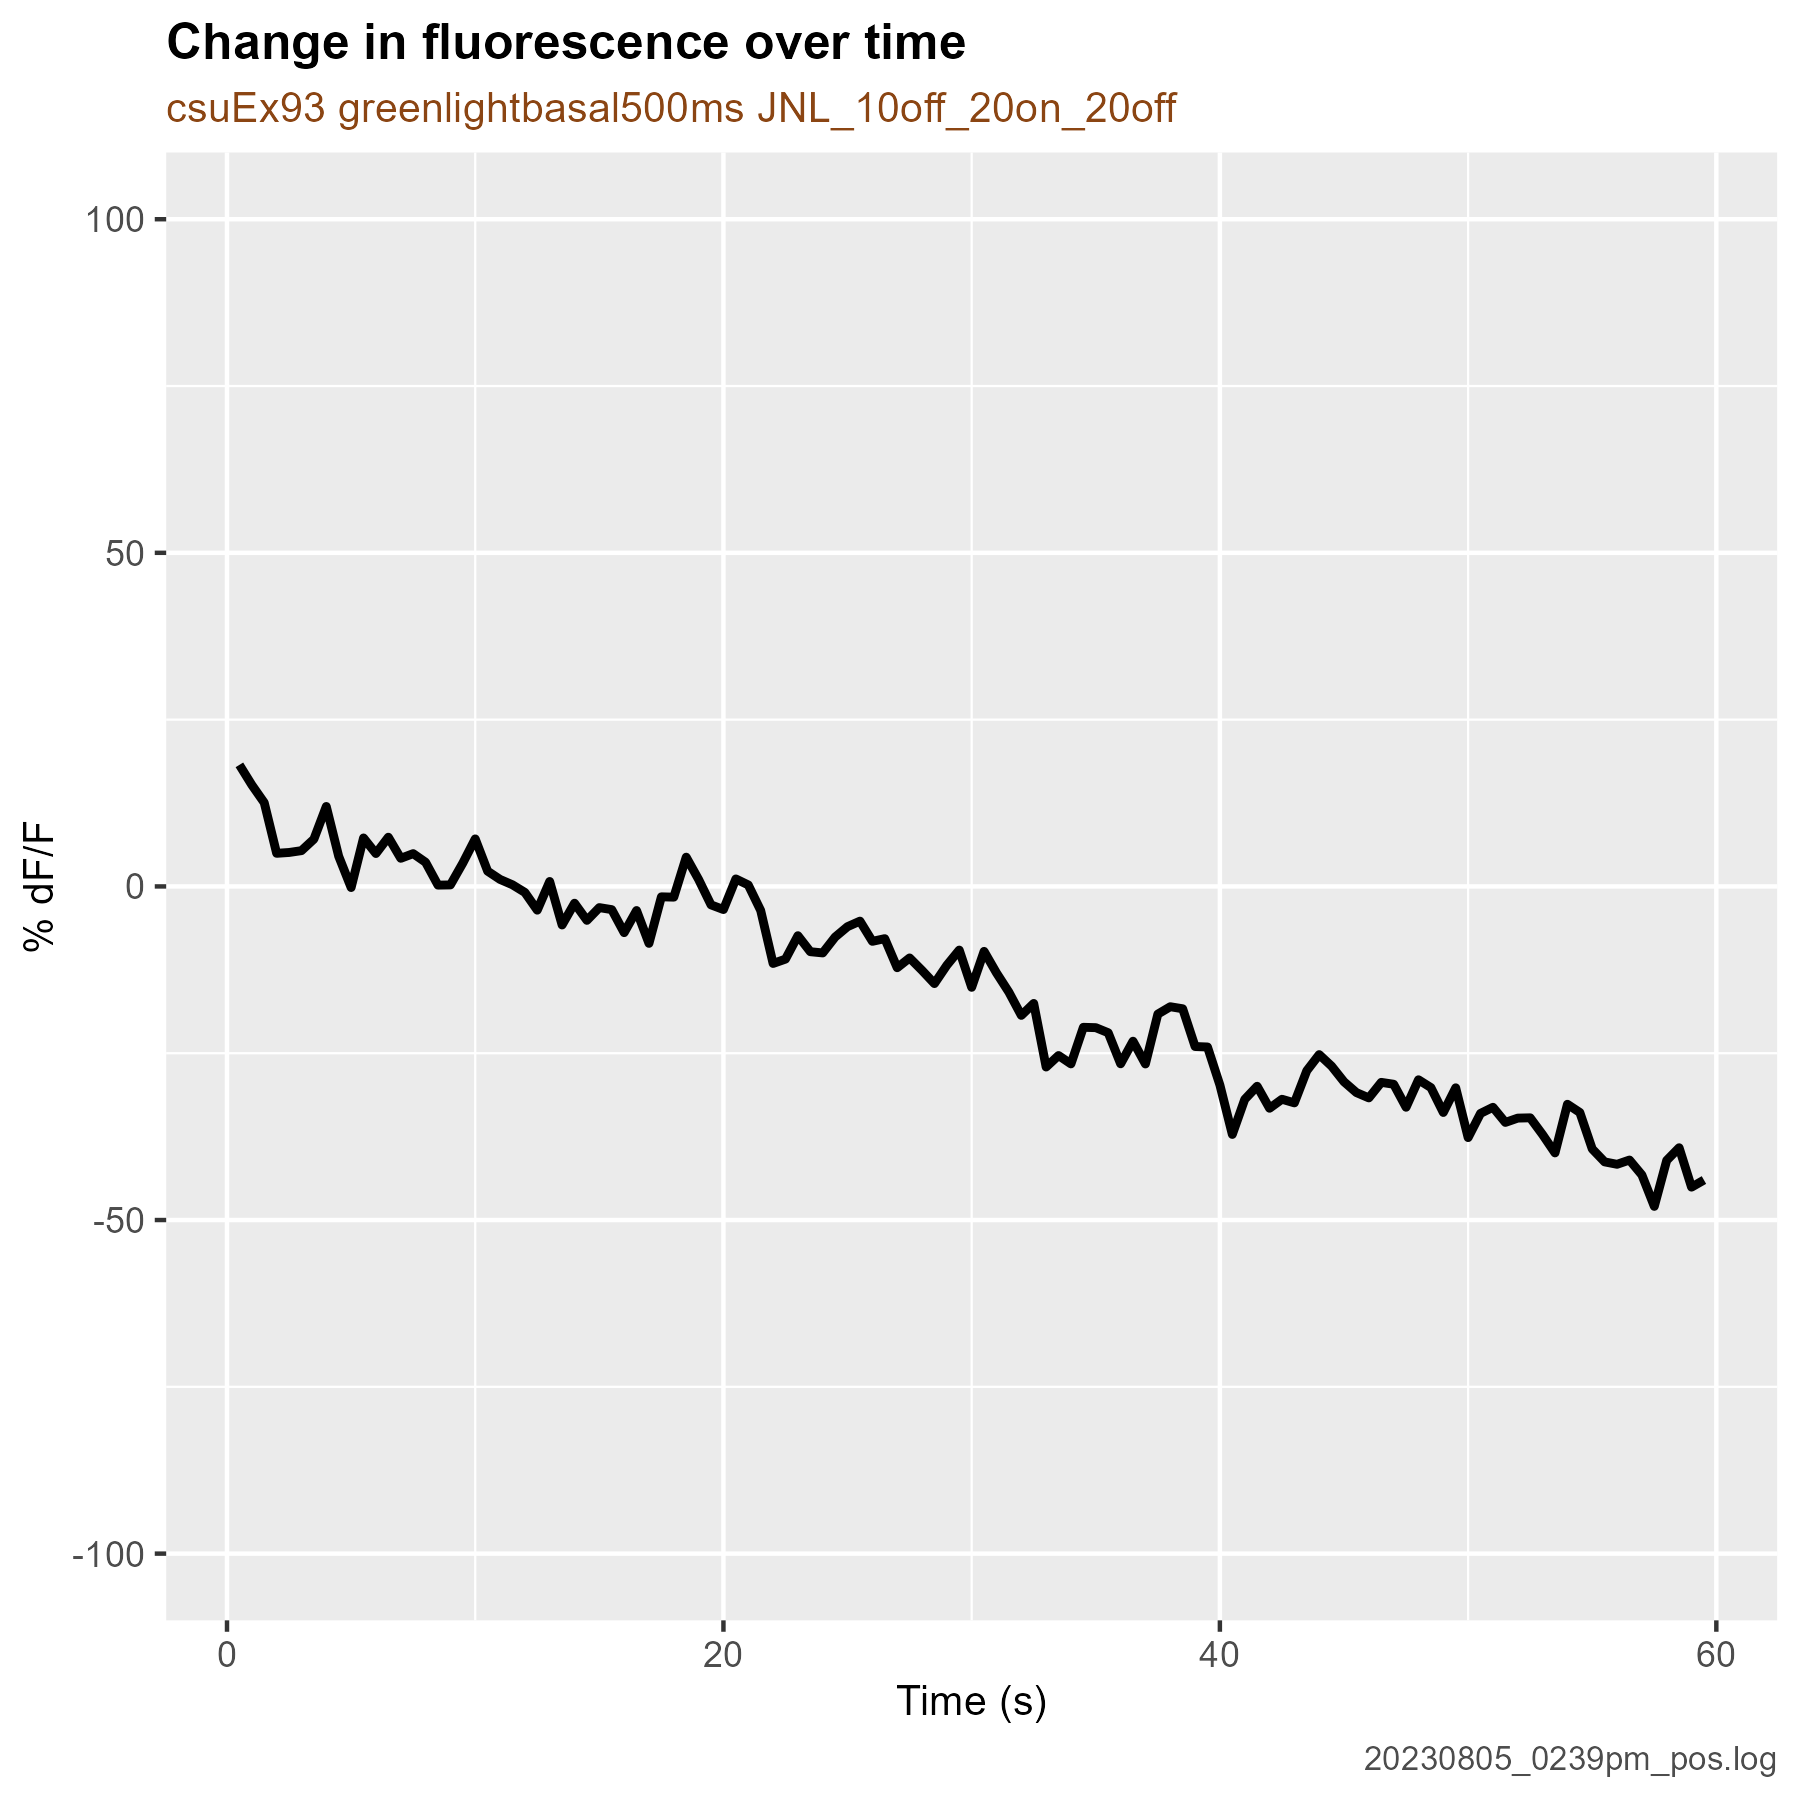 Change in fluorescence over time
csuEx93 greenlightbasal500ms JNL_10off_20on_20off
100
50
0
-50
-100
% dF/F
0 20 40 60
Time (s)
20230805_0239pm_pos.log